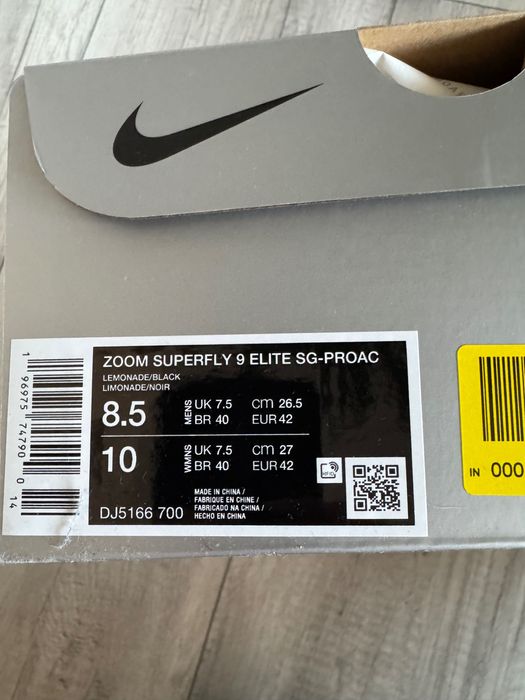 ZOOM SUPERFLY 9 ELITE SG-PROAC
LEMONADE/BLACK
LIMONADE/NOIR
8.5 MENS UK 7.5 cm 26.5
BR 40 EUR 42
10 WMNS UK 7.5 cm 27
BR 40 EUR 42
MADE IN CHINA /
FABRIQUE EN CHINE /
FABRICADO NA CHINA /
HECHO EN CHINA
DJ5166 700
1 96975 74790 0 14
IN 000